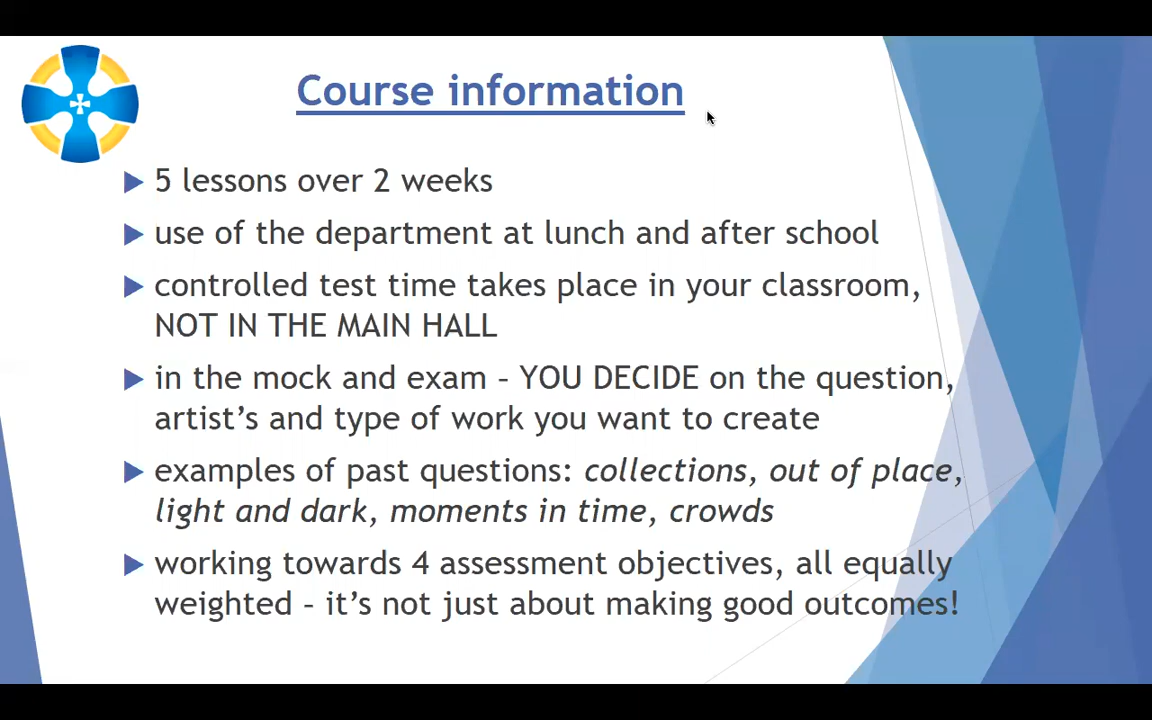 Course information
5 lessons over 2 weeks
use of the department at lunch and after school
controlled test time takes place in your classroom,
NOT IN THE MAIN HALL
in the mock and exam – YOU DECIDE on the question,
artist's and type of work you want to create
examples of past questions: collections, out of place,
light and dark, moments in time, crowds
working towards 4 assessment objectives, all equally
weighted – it's not just about making good outcomes!